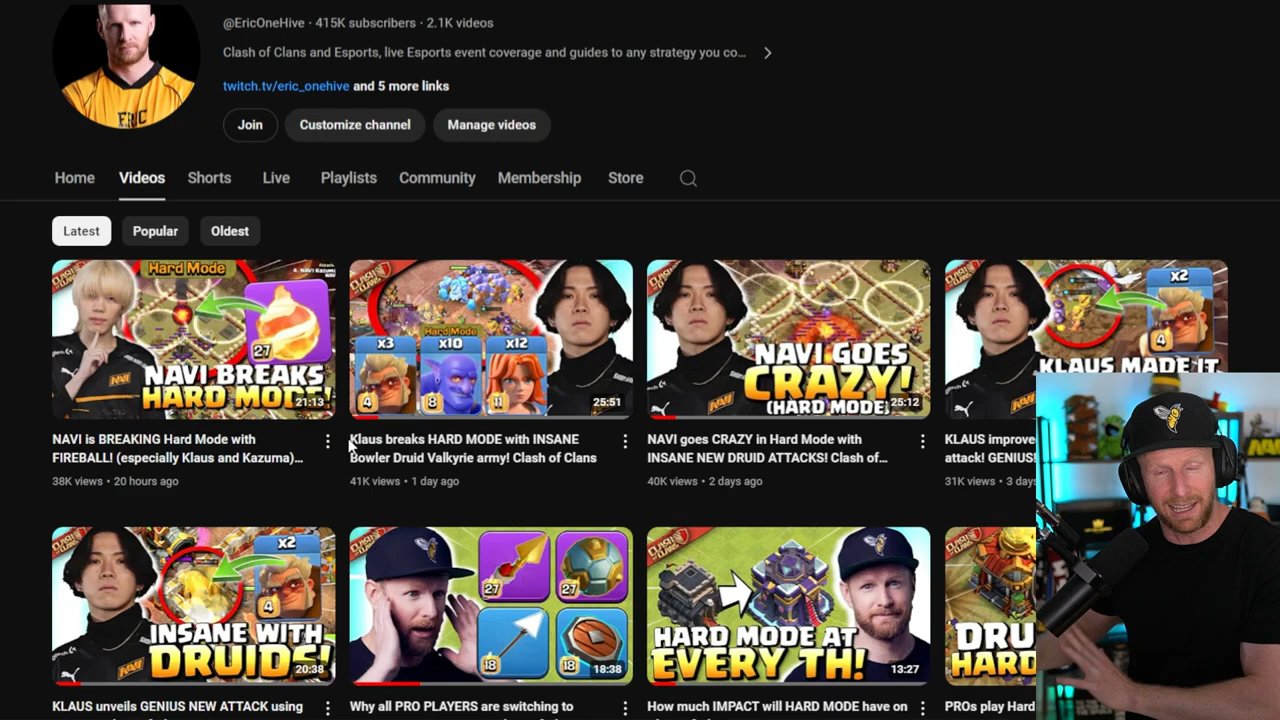 @EricOneHive · 415K subscribers · 2.1K videos
Clash of Clans and Esports, live Esports event coverage and guides to any strategy you co...
twitch.tv/eric_onehive and 5 more links
ERIC
Join
Customize channel
Manage videos
Home
Videos
Shorts
Live
Playlists
Community
Membership
Store
Latest
Popular
Oldest
Hard Mode
27
NAVI BREAKS
HARD MOD
21:13
Hard Mode
x3
x10
x12
4
8
11
25:51
NAVI GOES
CRAZY!
(HARD MODE)
25:12
x2
4
KLAUS MADE IT
NAVI is BREAKING Hard Mode with
FIREBALL! (especially Klaus and Kazuma)...
38K views • 20 hours ago
Klaus breaks HARD MODE with INSANE
Bowler Druid Valkyrie army! Clash of Clans
41K views • 1 day ago
NAVI goes CRAZY in Hard Mode with
INSANE NEW DRUID ATTACKS! Clash of...
40K views • 2 days ago
KLAUS improve
attack! GENIUS!
31K views • 3 days
x2
4
INSANE WITH
DRUIDS!
20:38
27
27
18
18
18:38
HARD MODE AT
EVERY TH!
13:27
DRU
HARD
KLAUS unveils GENIUS NEW ATTACK using
Why all PRO PLAYERS are switching to
How much IMPACT will HARD MODE have on
PROs play Hard